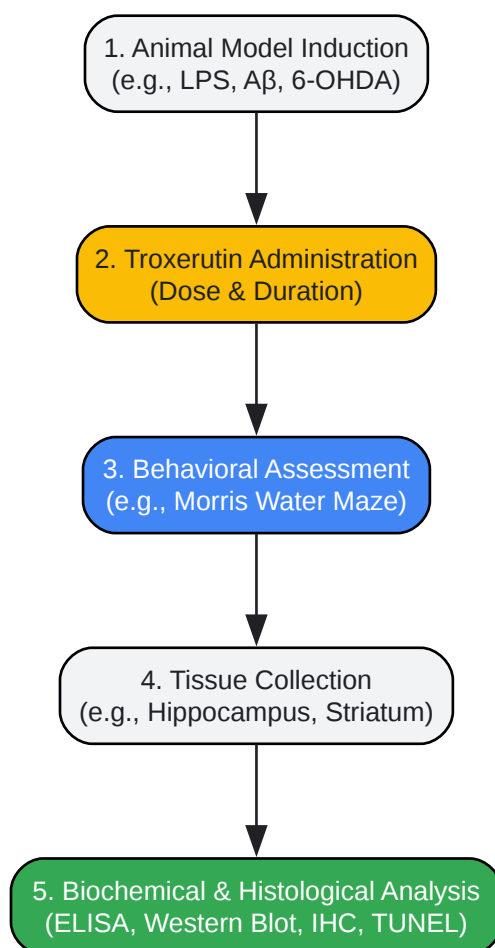 1. Animal Model Induction
(e.g., LPS, Aβ, 6-OHDA)
2. Troxerutin Administration
(Dose & Duration)
3. Behavioral Assessment
(e.g., Morris Water Maze)
4. Tissue Collection
(e.g., Hippocampus, Striatum)
5. Biochemical & Histological Analysis
(ELISA, Western Blot, IHC, TUNEL)